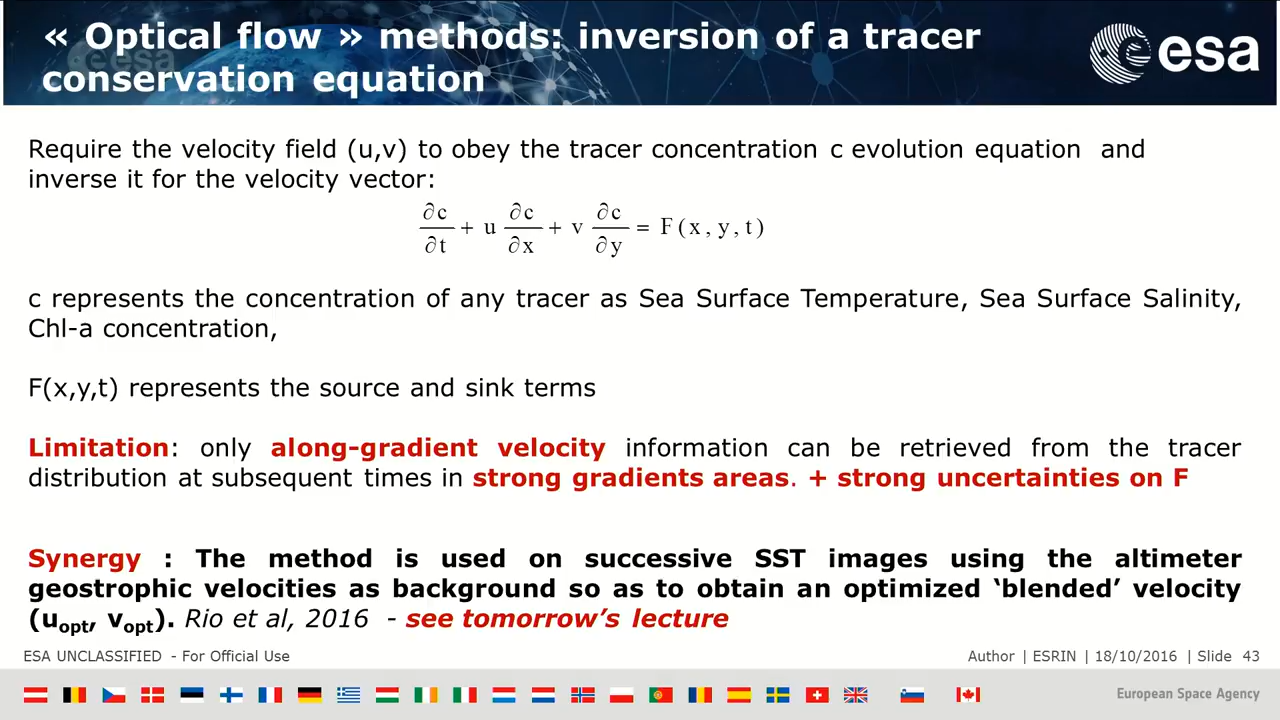 « Optical flow » methods: inversion of a tracer
conservation equation
esa
Require the velocity field (u,v) to obey the tracer concentration c evolution equation and
inverse it for the velocity vector:
∂c/∂t + u ∂c/∂x + v ∂c/∂y = F(x, y, t)
c represents the concentration of any tracer as Sea Surface Temperature, Sea Surface Salinity,
Chl-a concentration,
F(x,y,t) represents the source and sink terms
Limitation: only along-gradient velocity information can be retrieved from the tracer
distribution at subsequent times in strong gradients areas. + strong uncertainties on F
Synergy : The method is used on successive SST images using the altimeter
geostrophic velocities as background so as to obtain an optimized ‘blended’ velocity
(u_opt, v_opt). Rio et al, 2016 - see tomorrow’s lecture
ESA UNCLASSIFIED - For Official Use
Author | ESRIN | 18/10/2016 | Slide 43
European Space Agency